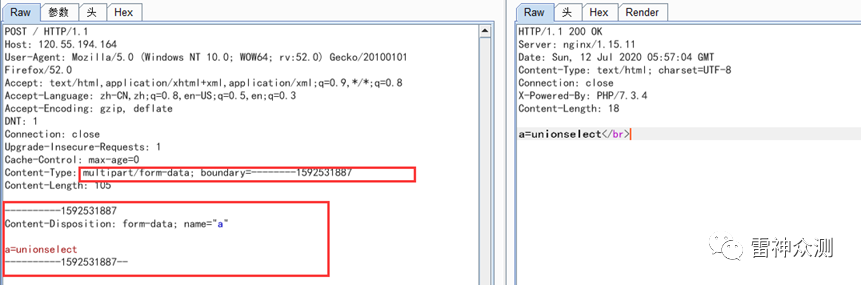 Raw 参数 头 Hex
POST / HTTP/1.1
Host: 120.55.194.164
User-Agent: Mozilla/5.0 (Windows NT 10.0; WOW64; rv:52.0) Gecko/20100101
Firefox/52.0
Accept: text/html,application/xhtml+xml,application/xml;q=0.9,*/*;q=0.8
Accept-Language: zh-CN,zh;q=0.8,en-US;q=0.5,en;q=0.3
Accept-Encoding: gzip, deflate
DNT: 1
Connection: close
Upgrade-Insecure-Requests: 1
Cache-Control: max-age=0
Content-Type: multipart/form-data; boundary=--------1592531887
Content-Length: 105
----------1592531887
Content-Disposition: form-data; name="a"
a=unionselect
----------1592531887--
Raw 头 Hex Render
HTTP/1.1 200 OK
Server: nginx/1.15.11
Date: Sun, 12 Jul 2020 05:57:04 GMT
Content-Type: text/html; charset=UTF-8
Connection: close
X-Powered-By: PHP/7.3.4
Content-Length: 18
a=unionselect</br>
雷神众测